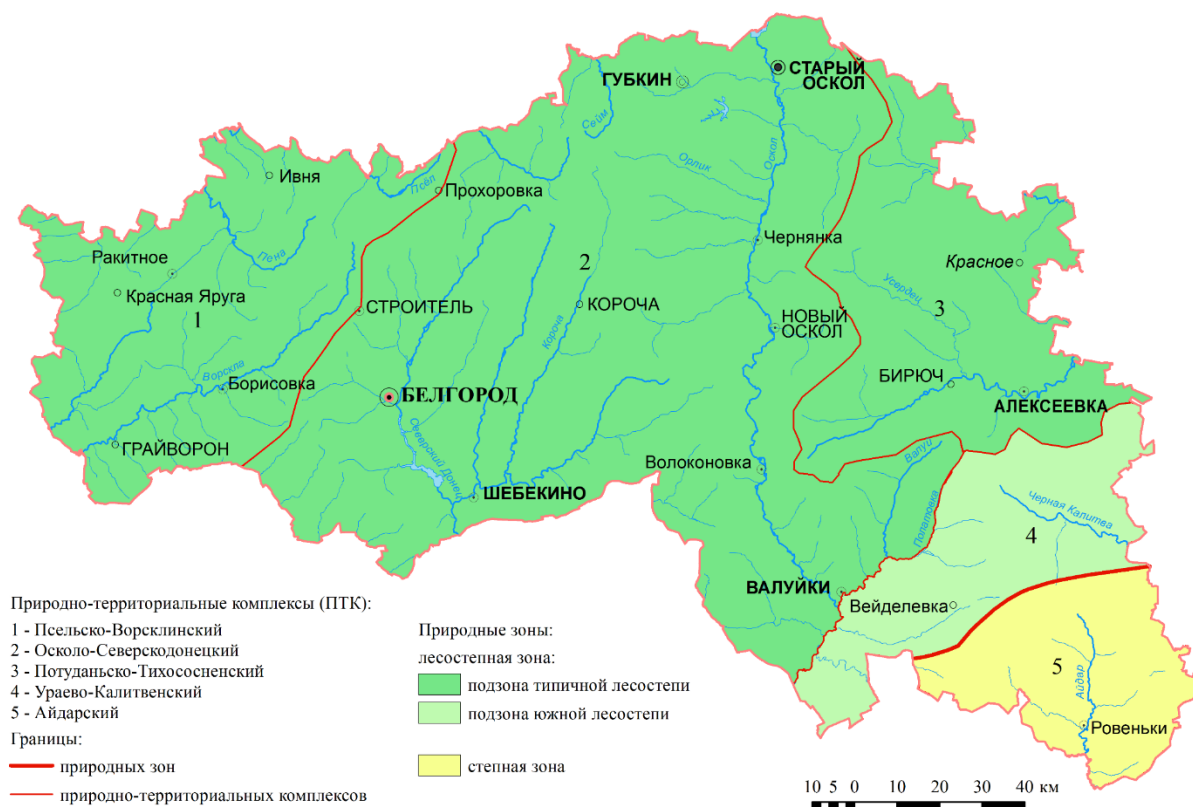 ГУБКИН
СТАРЫЙ
ОСКОЛ
Сейм
Оскол
Орлик
Ивня
Псёл
Прохоровка
Пена
Ракитное
Красная Яруга
1
2
Чернянка
Красное
Усердец
3
СТРОИТЕЛЬ
Короча
КОРОЧА
НОВЫЙ
ОСКОЛ
Ворскла
Борисовка
БЕЛГОРОД
БИРЮЧ
АЛЕКСЕЕВКА
ГРАЙВОРОН
Северский Донец
Волоконовка
Валуи
ШЕБЕКИНО
Полатовка
Черная Калитва
4
ВАЛУЙКИ
Вейделевка
5
Айдар
Ровеньки
Природно-территориальные комплексы (ПТК):
1 - Псельско-Ворсклинский
2 - Осколо-Северскодонецкий
3 - Потуданьско-Тихососненский
4 - Ураево-Калитвенский
5 - Айдарский
Границы:
природных зон
природно-территориальных комплексов
Природные зоны:
лесостепная зона:
подзона типичной лесостепи
подзона южной лесостепи
степная зона
10 5 0 10 20 30 40 км